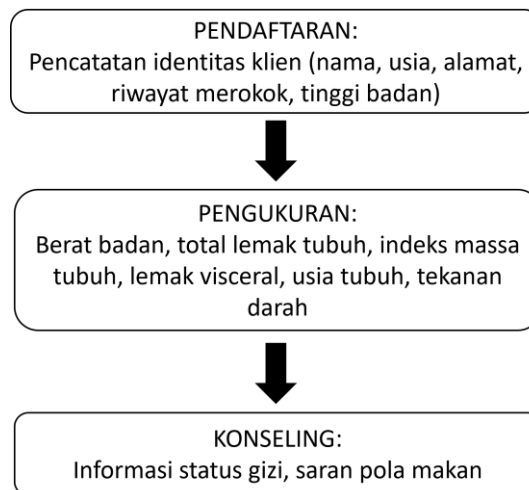 PENDAFTARAN:
Pencatatan identitas klien (nama, usia, alamat,
riwayat merokok, tinggi badan)
PENGUKURAN:
Berat badan, total lemak tubuh, indeks massa
tubuh, lemak visceral, usia tubuh, tekanan
darah
KONSELING:
Informasi status gizi, saran pola makan